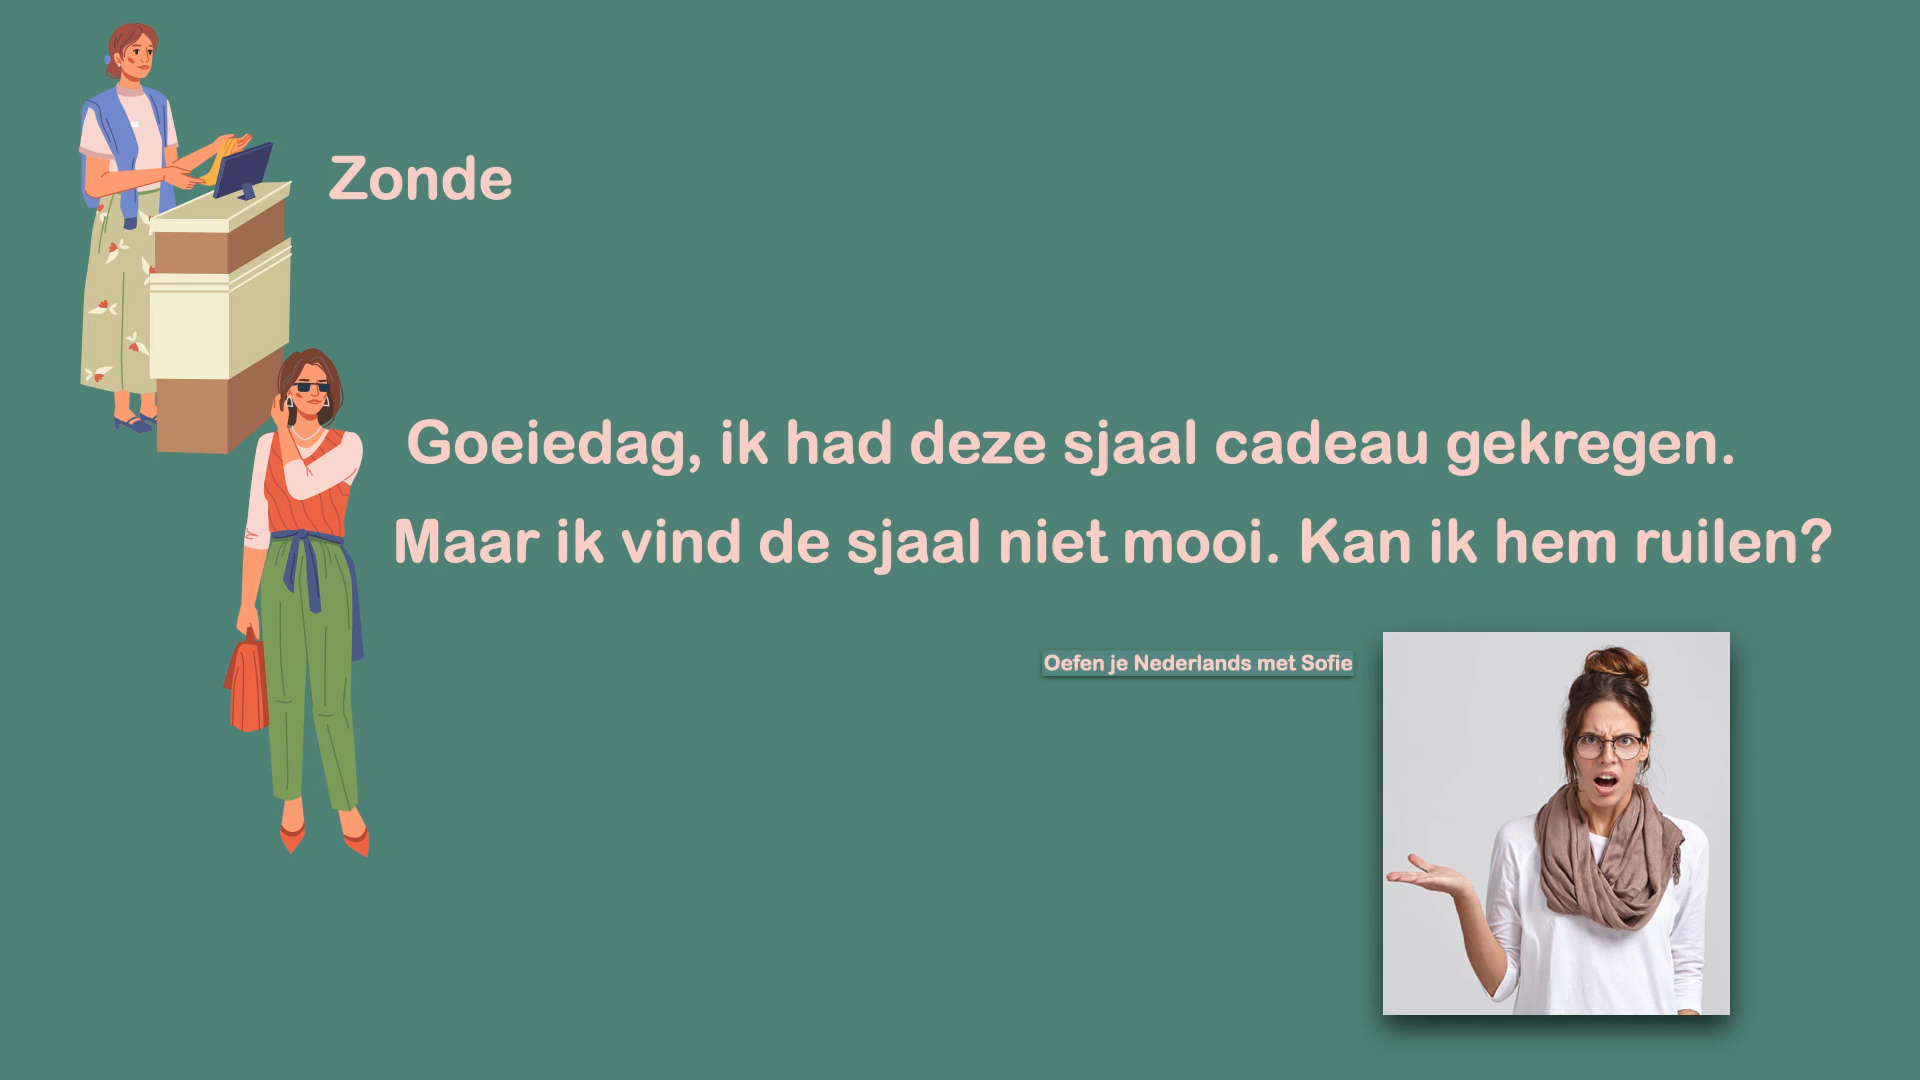 Zonde
Goeiedag, ik had deze sjaal cadeau gekregen.
Maar ik vind de sjaal niet mooi. Kan ik hem ruilen?
Oefen je Nederlands met Sofie